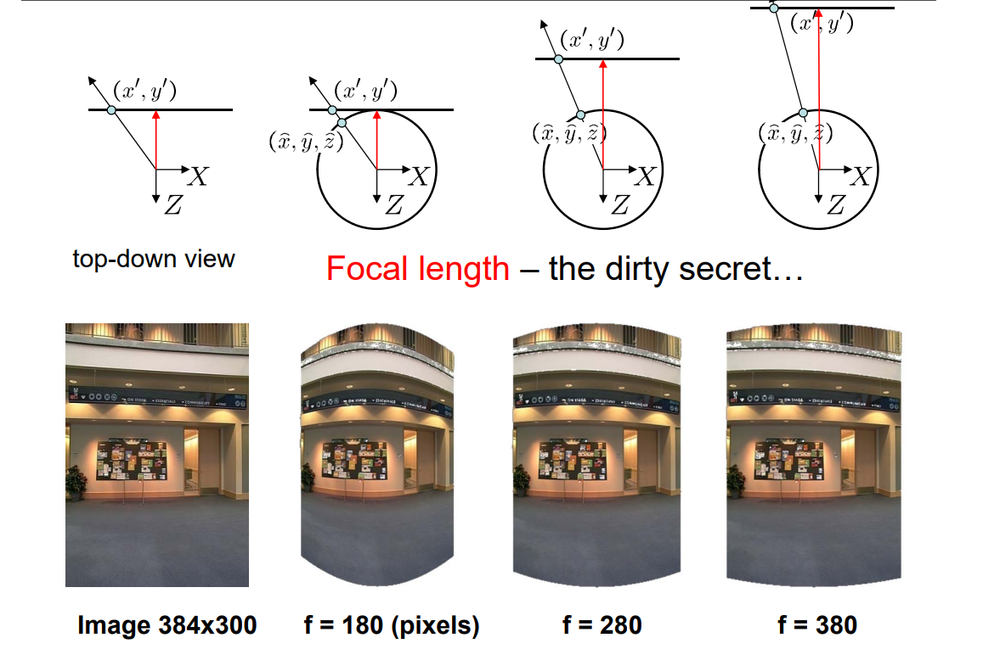 (x′, y′)
(x′, y′)
(x′, y′)
(x′, y′)
(x̂, ŷ, ẑ)
(x̂, ŷ, ẑ)
(x̂, ŷ, ẑ)
X
X
X
X
Z
Z
Z
Z
top-down view
Focal length – the dirty secret…
Image 384x300
f = 180 (pixels)
f = 280
f = 380